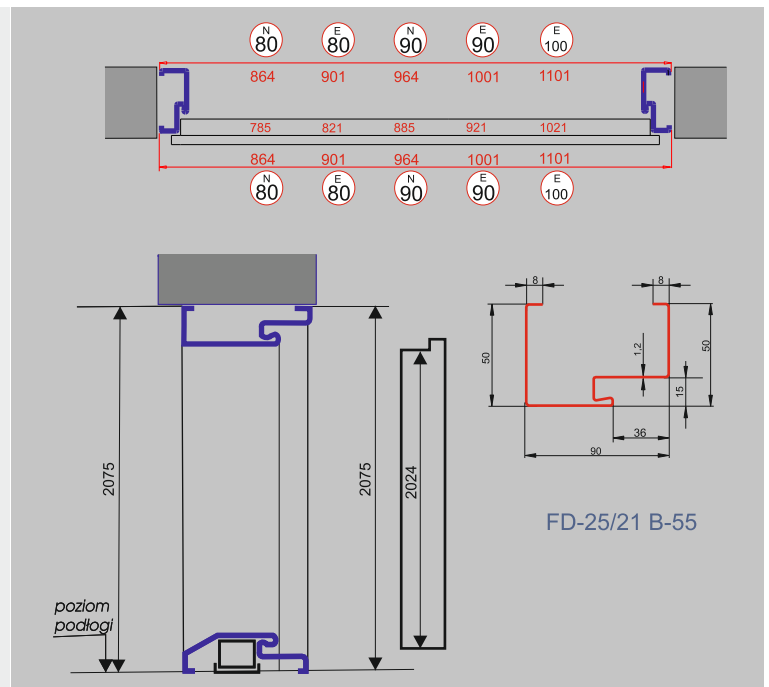 N E N E E
80 80 90 90 100
864 901 964 1001 1101
785 821 885 921 1021
864 901 964 1001 1101
N E N E E
80 80 90 90 100
8 8
50 1,2 50
15
36
90
2075 2075 2024
FD-25/21 B-55
poziom
podłogi